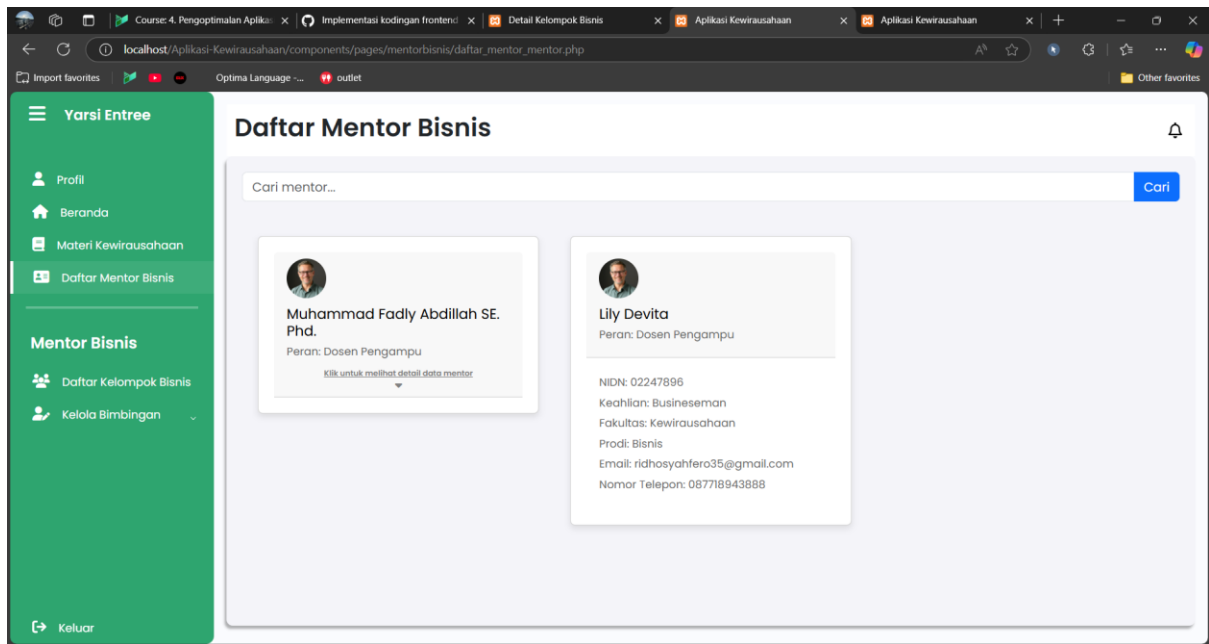 Course: 4. Pengoptimalan Aplikas
Implementasi kodingan frontend
Detail Kelompok Bisnis
Aplikasi Kewirausahaan
Aplikasi Kewirausahaan
localhost/Aplikasi-Kewirausahaan/components/pages/mentorbisnis/daftar_mentor_mentor.php
Import favorites
Optima Language -...
outlet
Other favorites
Yarsi Entree
Profil
Beranda
Materi Kewirausahaan
Daftar Mentor Bisnis
Mentor Bisnis
Daftar Kelompok Bisnis
Kelola Bimbingan
Keluar
Daftar Mentor Bisnis
Cari mentor...
Cari
Muhammad Fadly Abdillah SE.
Phd.
Peran: Dosen Pengampu
Klik untuk melihat detail data mentor
Lily Devita
Peran: Dosen Pengampu
NIDN: 02247896
Keahlian: Busineseman
Fakultas: Kewirausahaan
Prodi: Bisnis
Email: ridhosyahfero35@gmail.com
Nomor Telepon: 087718943888